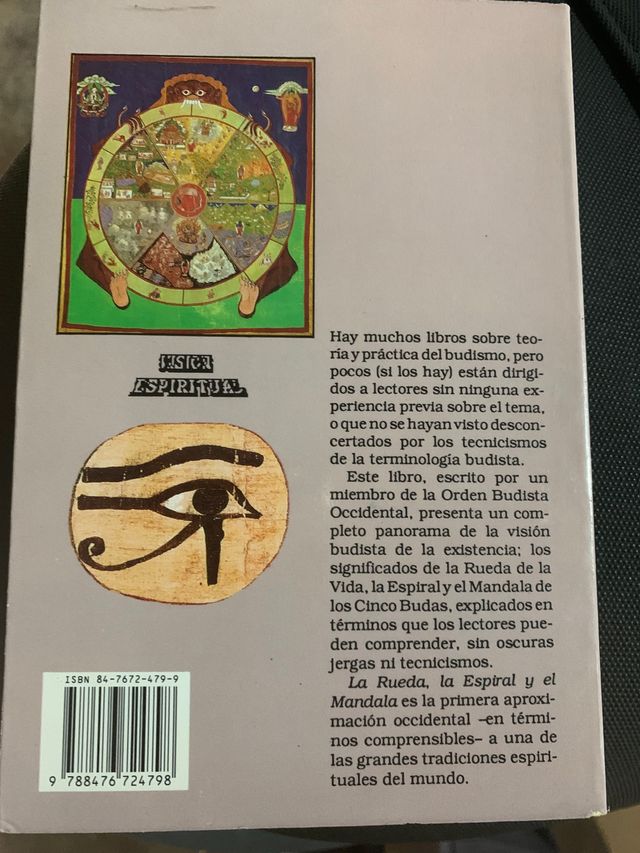 ESPIRITUAL
Hay muchos libros sobre teo-
ría y práctica del budismo, pero
pocos (si los hay) están dirigi-
dos a lectores sin ninguna ex-
periencia previa sobre el tema,
o que no se hayan visto descon-
certados por los tecnicismos
de la terminología budista.
Este libro, escrito por un
miembro de la Orden Budista
Occidental, presenta un com-
pleto panorama de la visión
budista de la existencia; los
significados de la Rueda de la
Vida, la Espiral y el Mandala de
los Cinco Budas, explicados en
términos que los lectores pue-
den comprender, sin oscuras
jergas ni tecnicismos.
La Rueda, la Espiral y el
Mandala es la primera aproxi-
mación occidental –en térmi-
nos comprensibles– a una de
las grandes tradiciones espiri-
tuales del mundo.
ISBN 84-7672-479-9
9 788476 724798